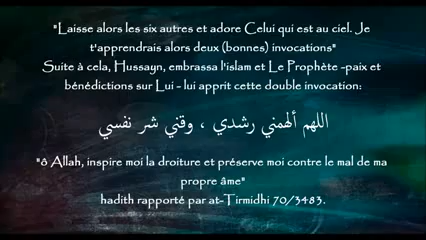 "Laisse alors les six autres et adore Celui qui est au ciel. Je
t'apprendrais alors deux (bonnes) invocations"
Suite à cela, Hussayn, embrassa l'islam et Le Prophète -paix et
bénédictions sur Lui - lui apprit cette double invocation:
اللهم ألهمني رشدي ، وقني شر نفسي
"ô Allah, inspire moi la droiture et préserve moi contre le mal de ma
propre âme"
hadith rapporté par at-Tirmidhi 70/3483.